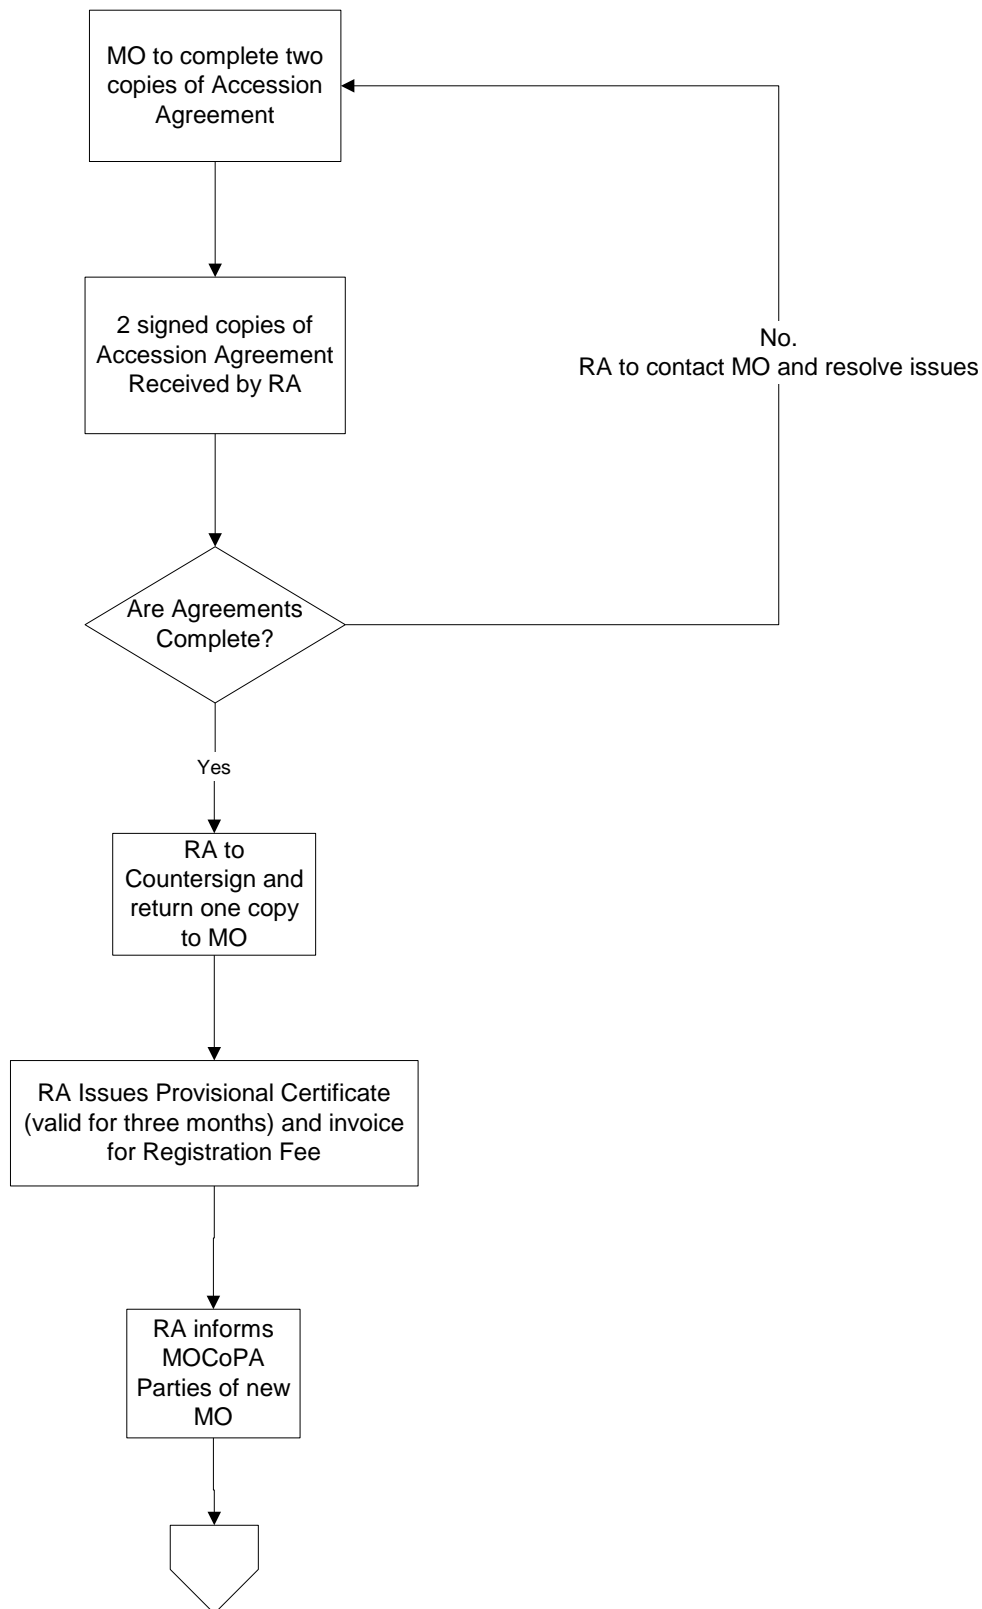 MO to complete two
copies of Accession
Agreement
2 signed copies of
Accession Agreement
Received by RA
No.
RA to contact MO and resolve issues
Are Agreements
Complete?
Yes
RA to
Countersign and
return one copy
to MO
RA Issues Provisional Certificate
(valid for three months) and invoice
for Registration Fee
RA informs
MOCoPA
Parties of new
MO